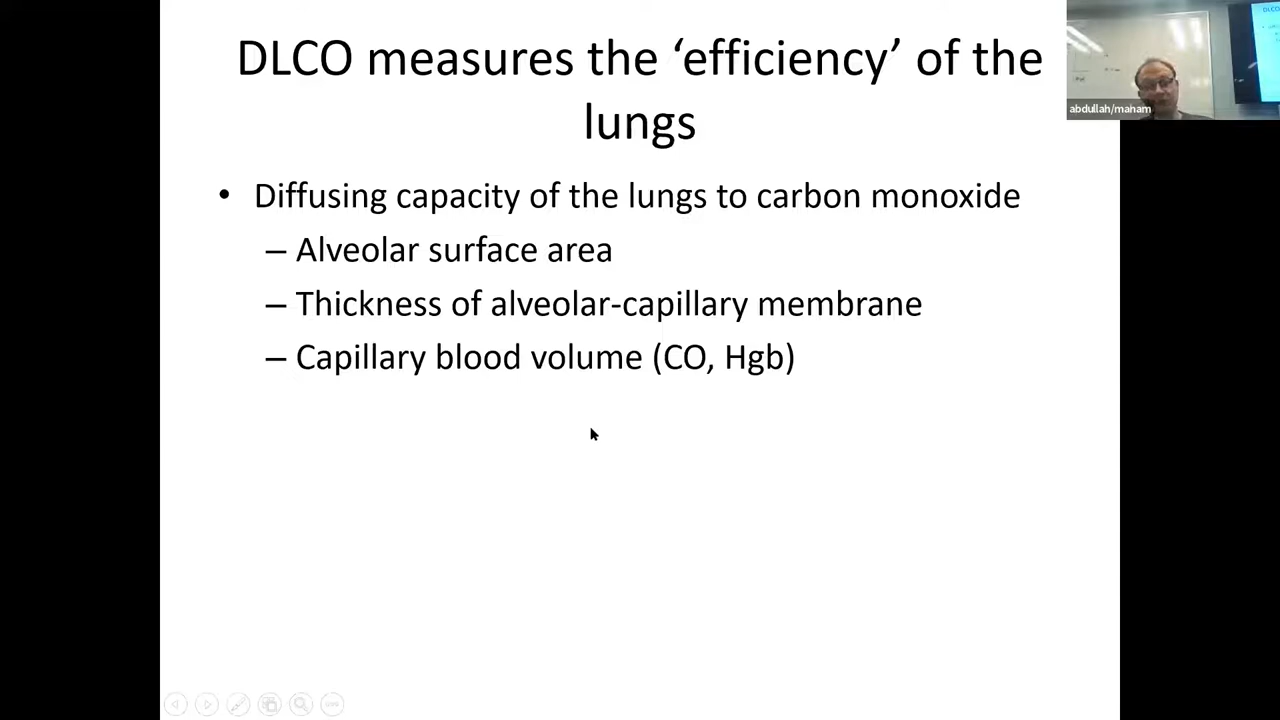 DLCO measures the ‘efficiency’ of the
lungs
• Diffusing capacity of the lungs to carbon monoxide
– Alveolar surface area
– Thickness of alveolar-capillary membrane
– Capillary blood volume (CO, Hgb)
abdullah/maham
DLCO